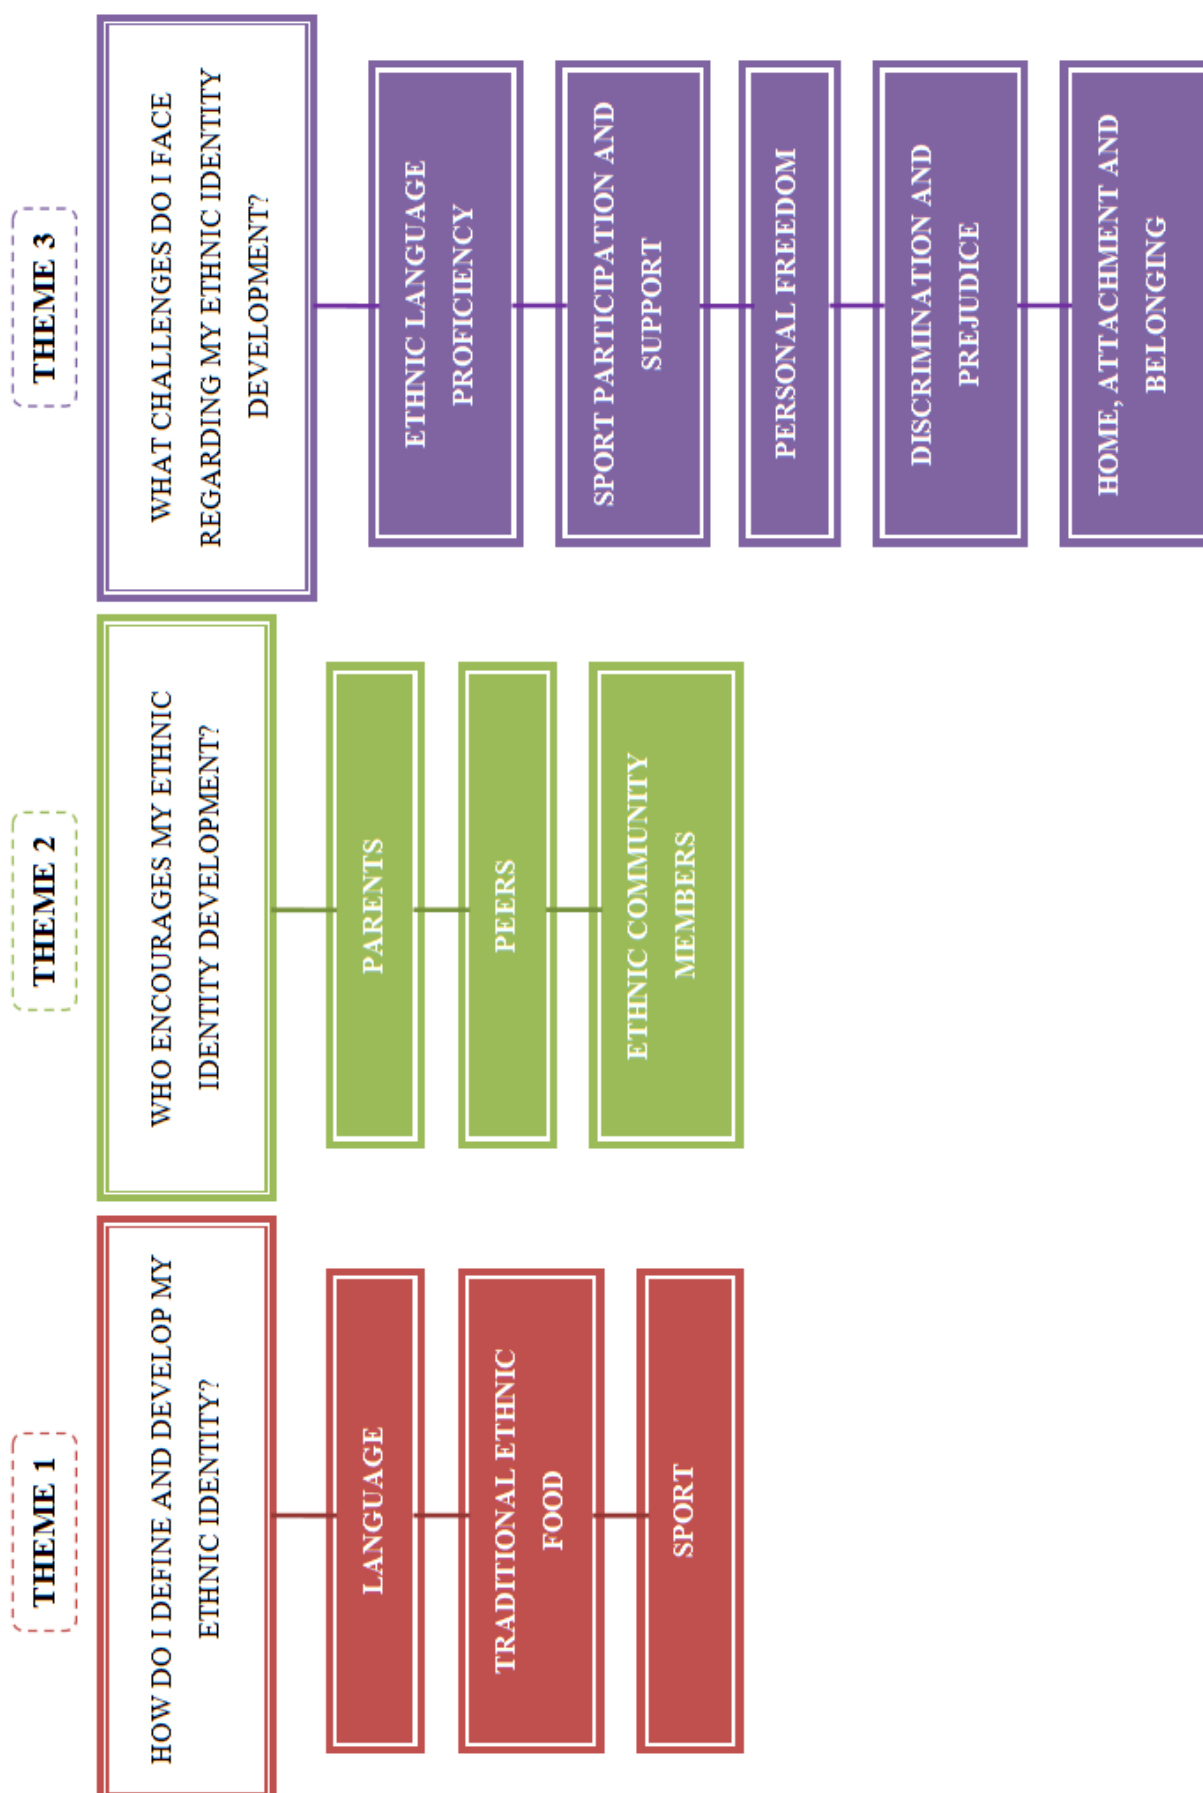 THEME 1
HOW DO I DEFINE AND DEVELOP MY
ETHNIC IDENTITY?
LANGUAGE
TRADITIONAL ETHNIC
FOOD
SPORT
THEME 2
WHO ENCOURAGES MY ETHNIC
IDENTITY DEVELOPMENT?
PARENTS
PEERS
ETHNIC COMMUNITY
MEMBERS
THEME 3
WHAT CHALLENGES DO I FACE
REGARDING MY ETHNIC IDENTITY
DEVELOPMENT?
ETHNIC LANGUAGE
PROFICIENCY
SPORT PARTICIPATION AND
SUPPORT
PERSONAL FREEDOM
DISCRIMINATION AND
PREJUDICE
HOME, ATTACHMENT AND
BELONGING